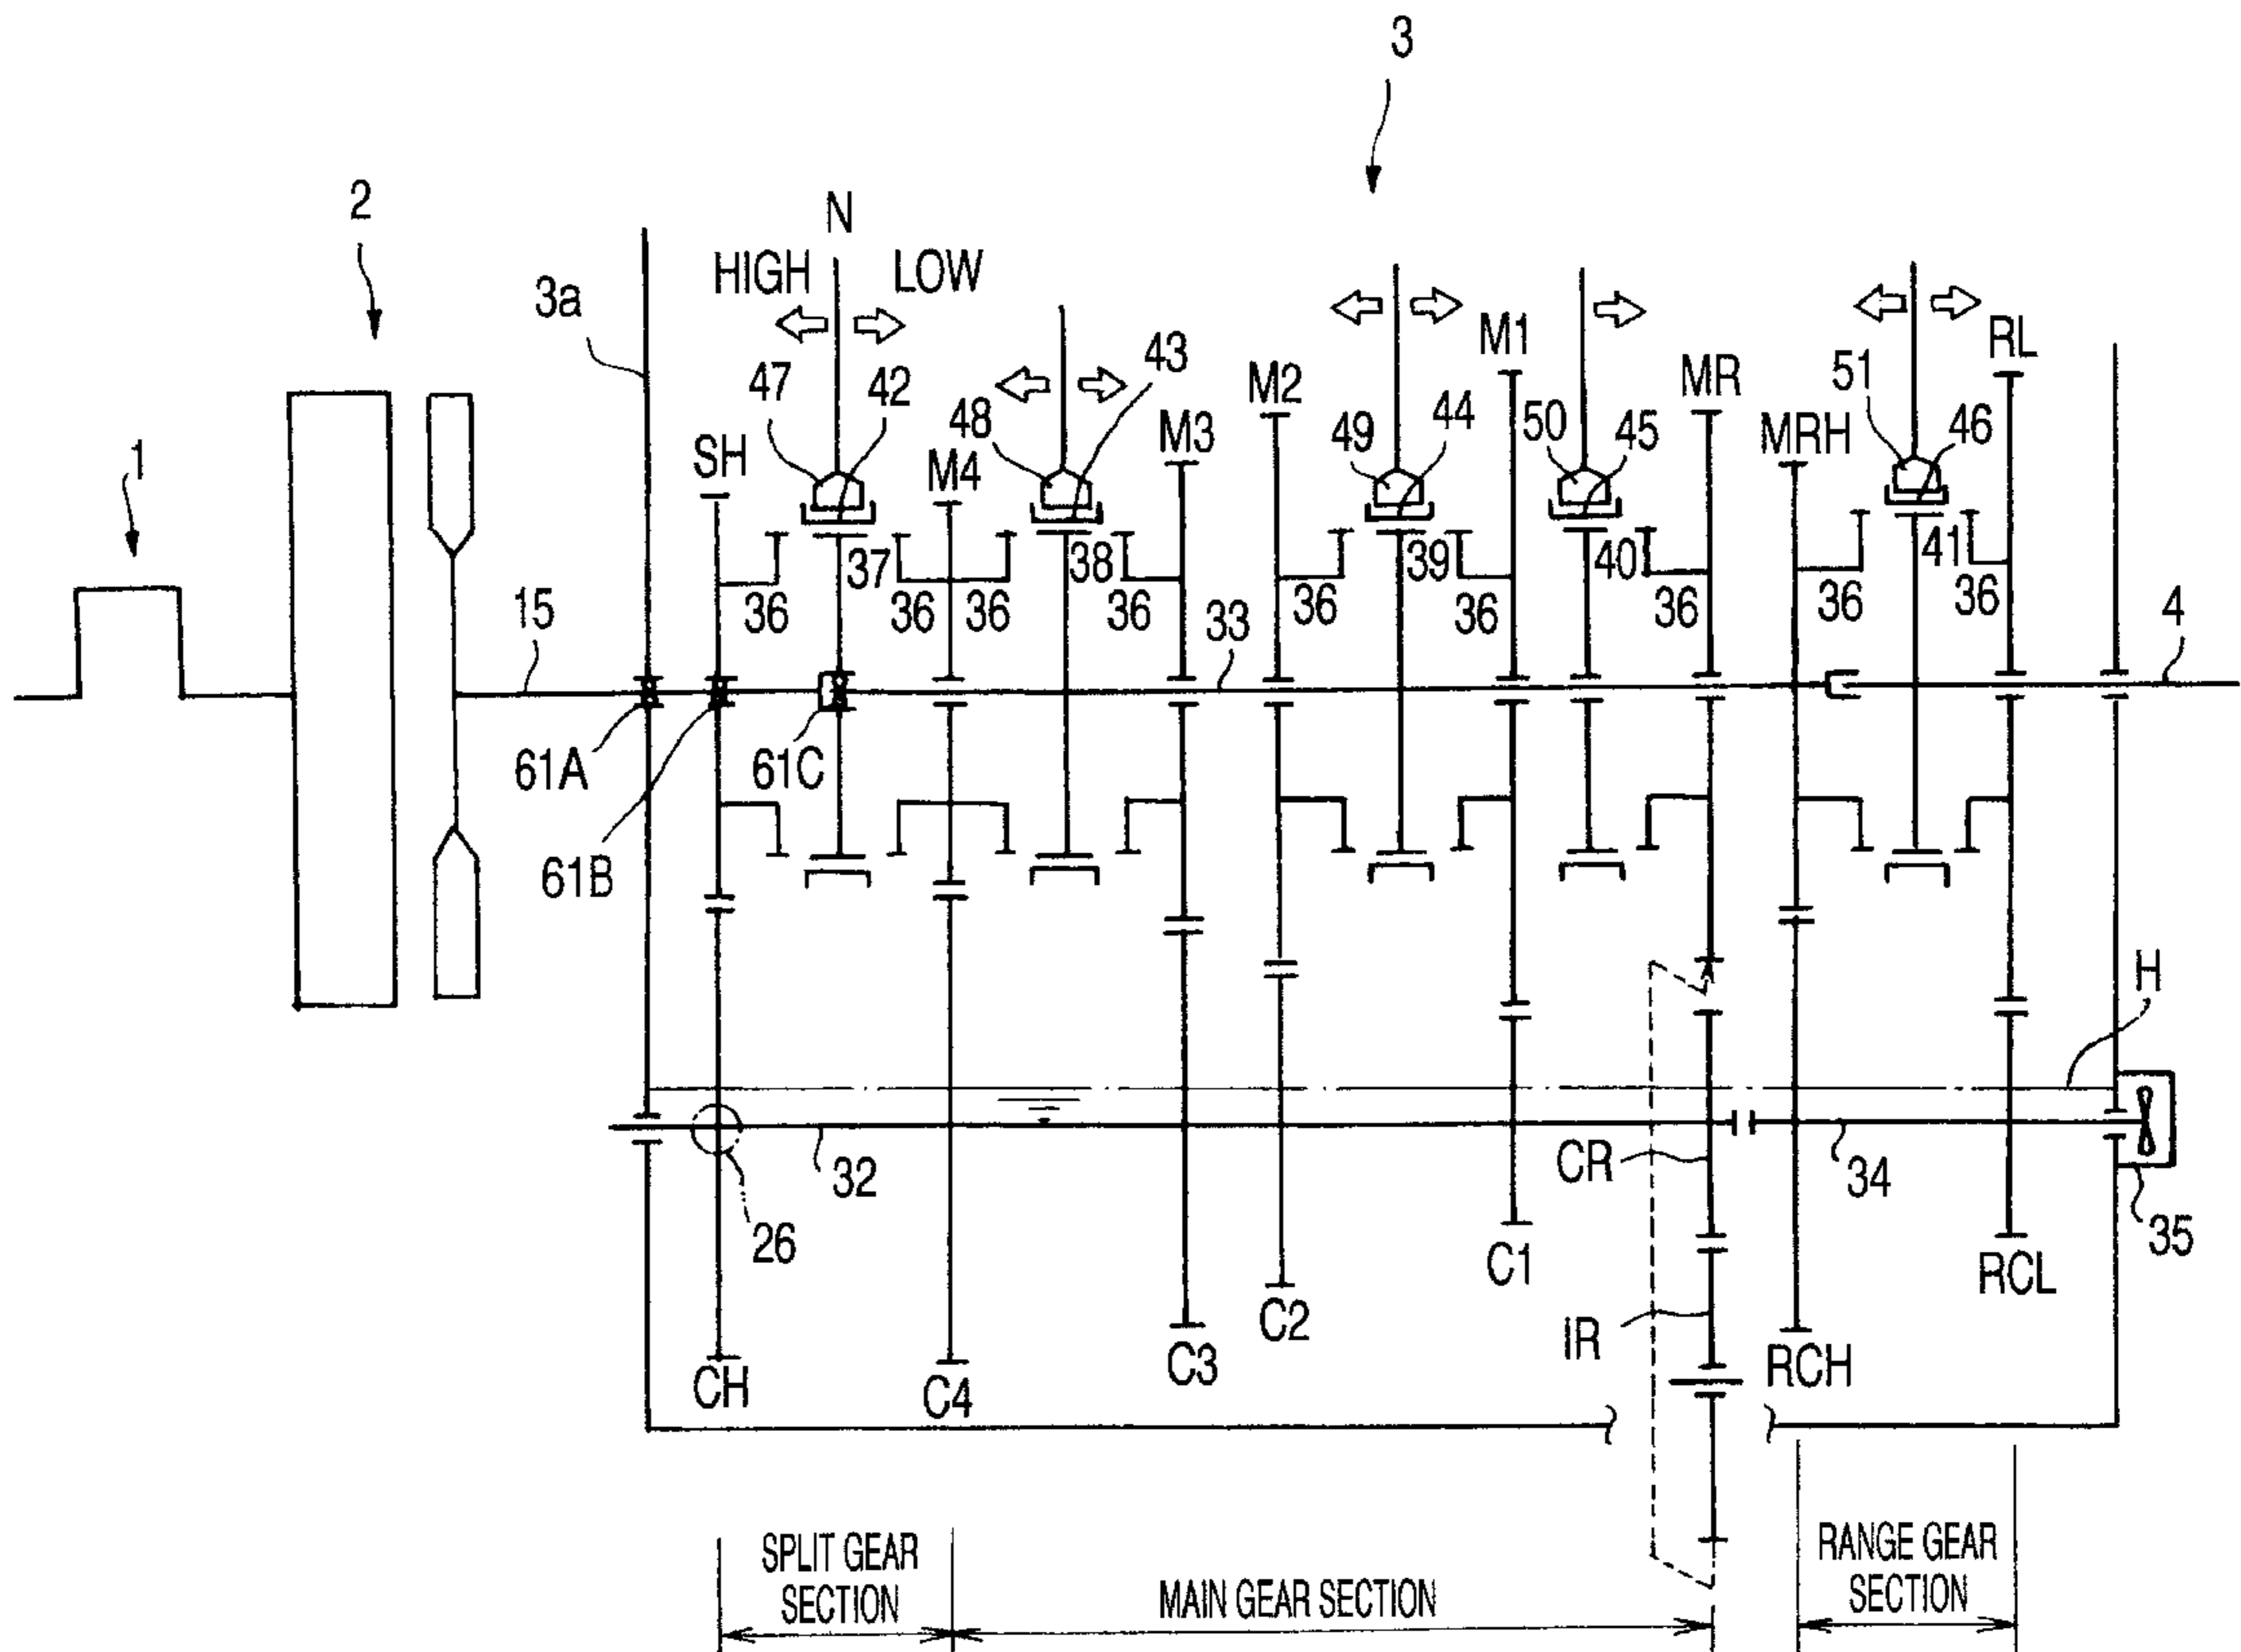 3
2
N
HIGH LOW
3a
M1
RL
MR
51
47 42
43
M2
44
1
SH
M4
48
M3
49
50 45
MRH
46
37
38
39
40
41
36
36 36
36
36
36
36
36
36
15
33
4
61A
61C
61B
H
32
CR
34
26
35
C1
RCL
IR
C2
CH
C4
C3
RCH
SPLIT GEAR
SECTION
MAIN GEAR SECTION
RANGE GEAR
SECTION